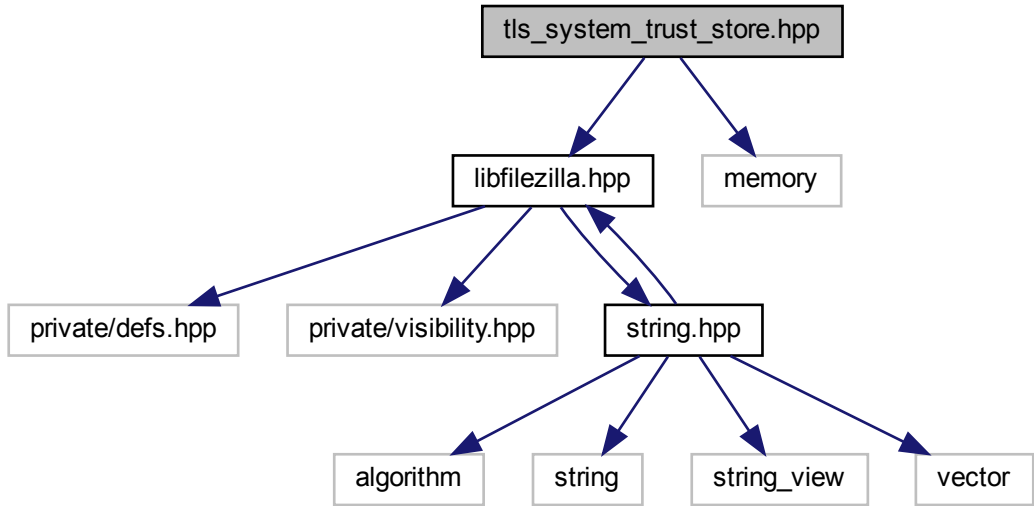 tls_system_trust_store.hpp
libfilezilla.hpp
memory
private/defs.hpp
private/visibility.hpp
string.hpp
algorithm
string
string_view
vector